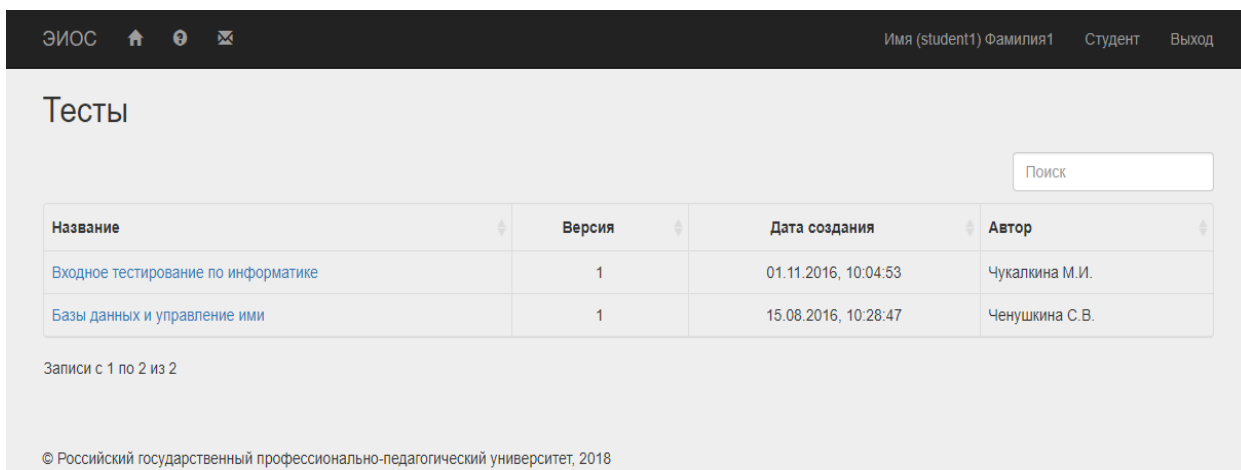 ЭИОС Имя (student1) Фамилия1 Студент Выход
Тесты
Поиск
Название Версия Дата создания Автор
Входное тестирование по информатике 1 01.11.2016, 10:04:53 Чукалкина М.И.
Базы данных и управление ими 1 15.08.2016, 10:28:47 Ченушкина С.В.
Записи с 1 по 2 из 2
© Российский государственный профессионально-педагогический университет, 2018